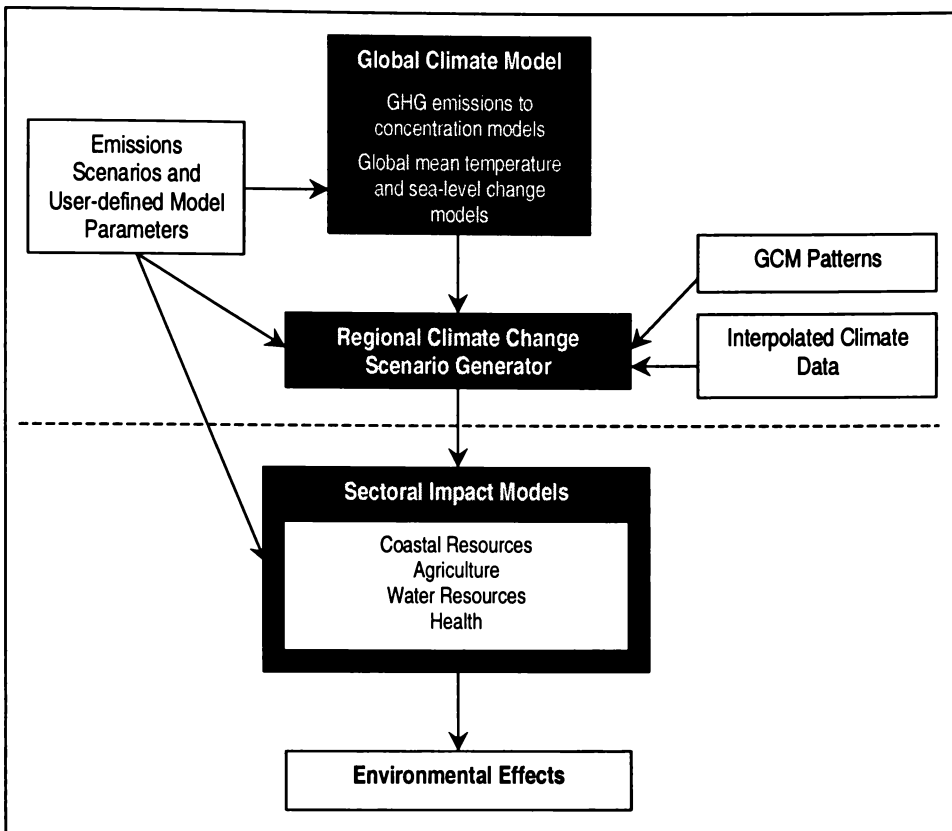 Global Climate Model
GHG emissions to
concentration models
Global mean temperature
and sea-level change
models
Emissions
Scenarios and
User-defined Model
Parameters
GCM Patterns
Regional Climate Change
Scenario Generator
Interpolated Climate
Data
Sectoral Impact Models
Coastal Resources
Agriculture
Water Resources
Health
Environmental Effects